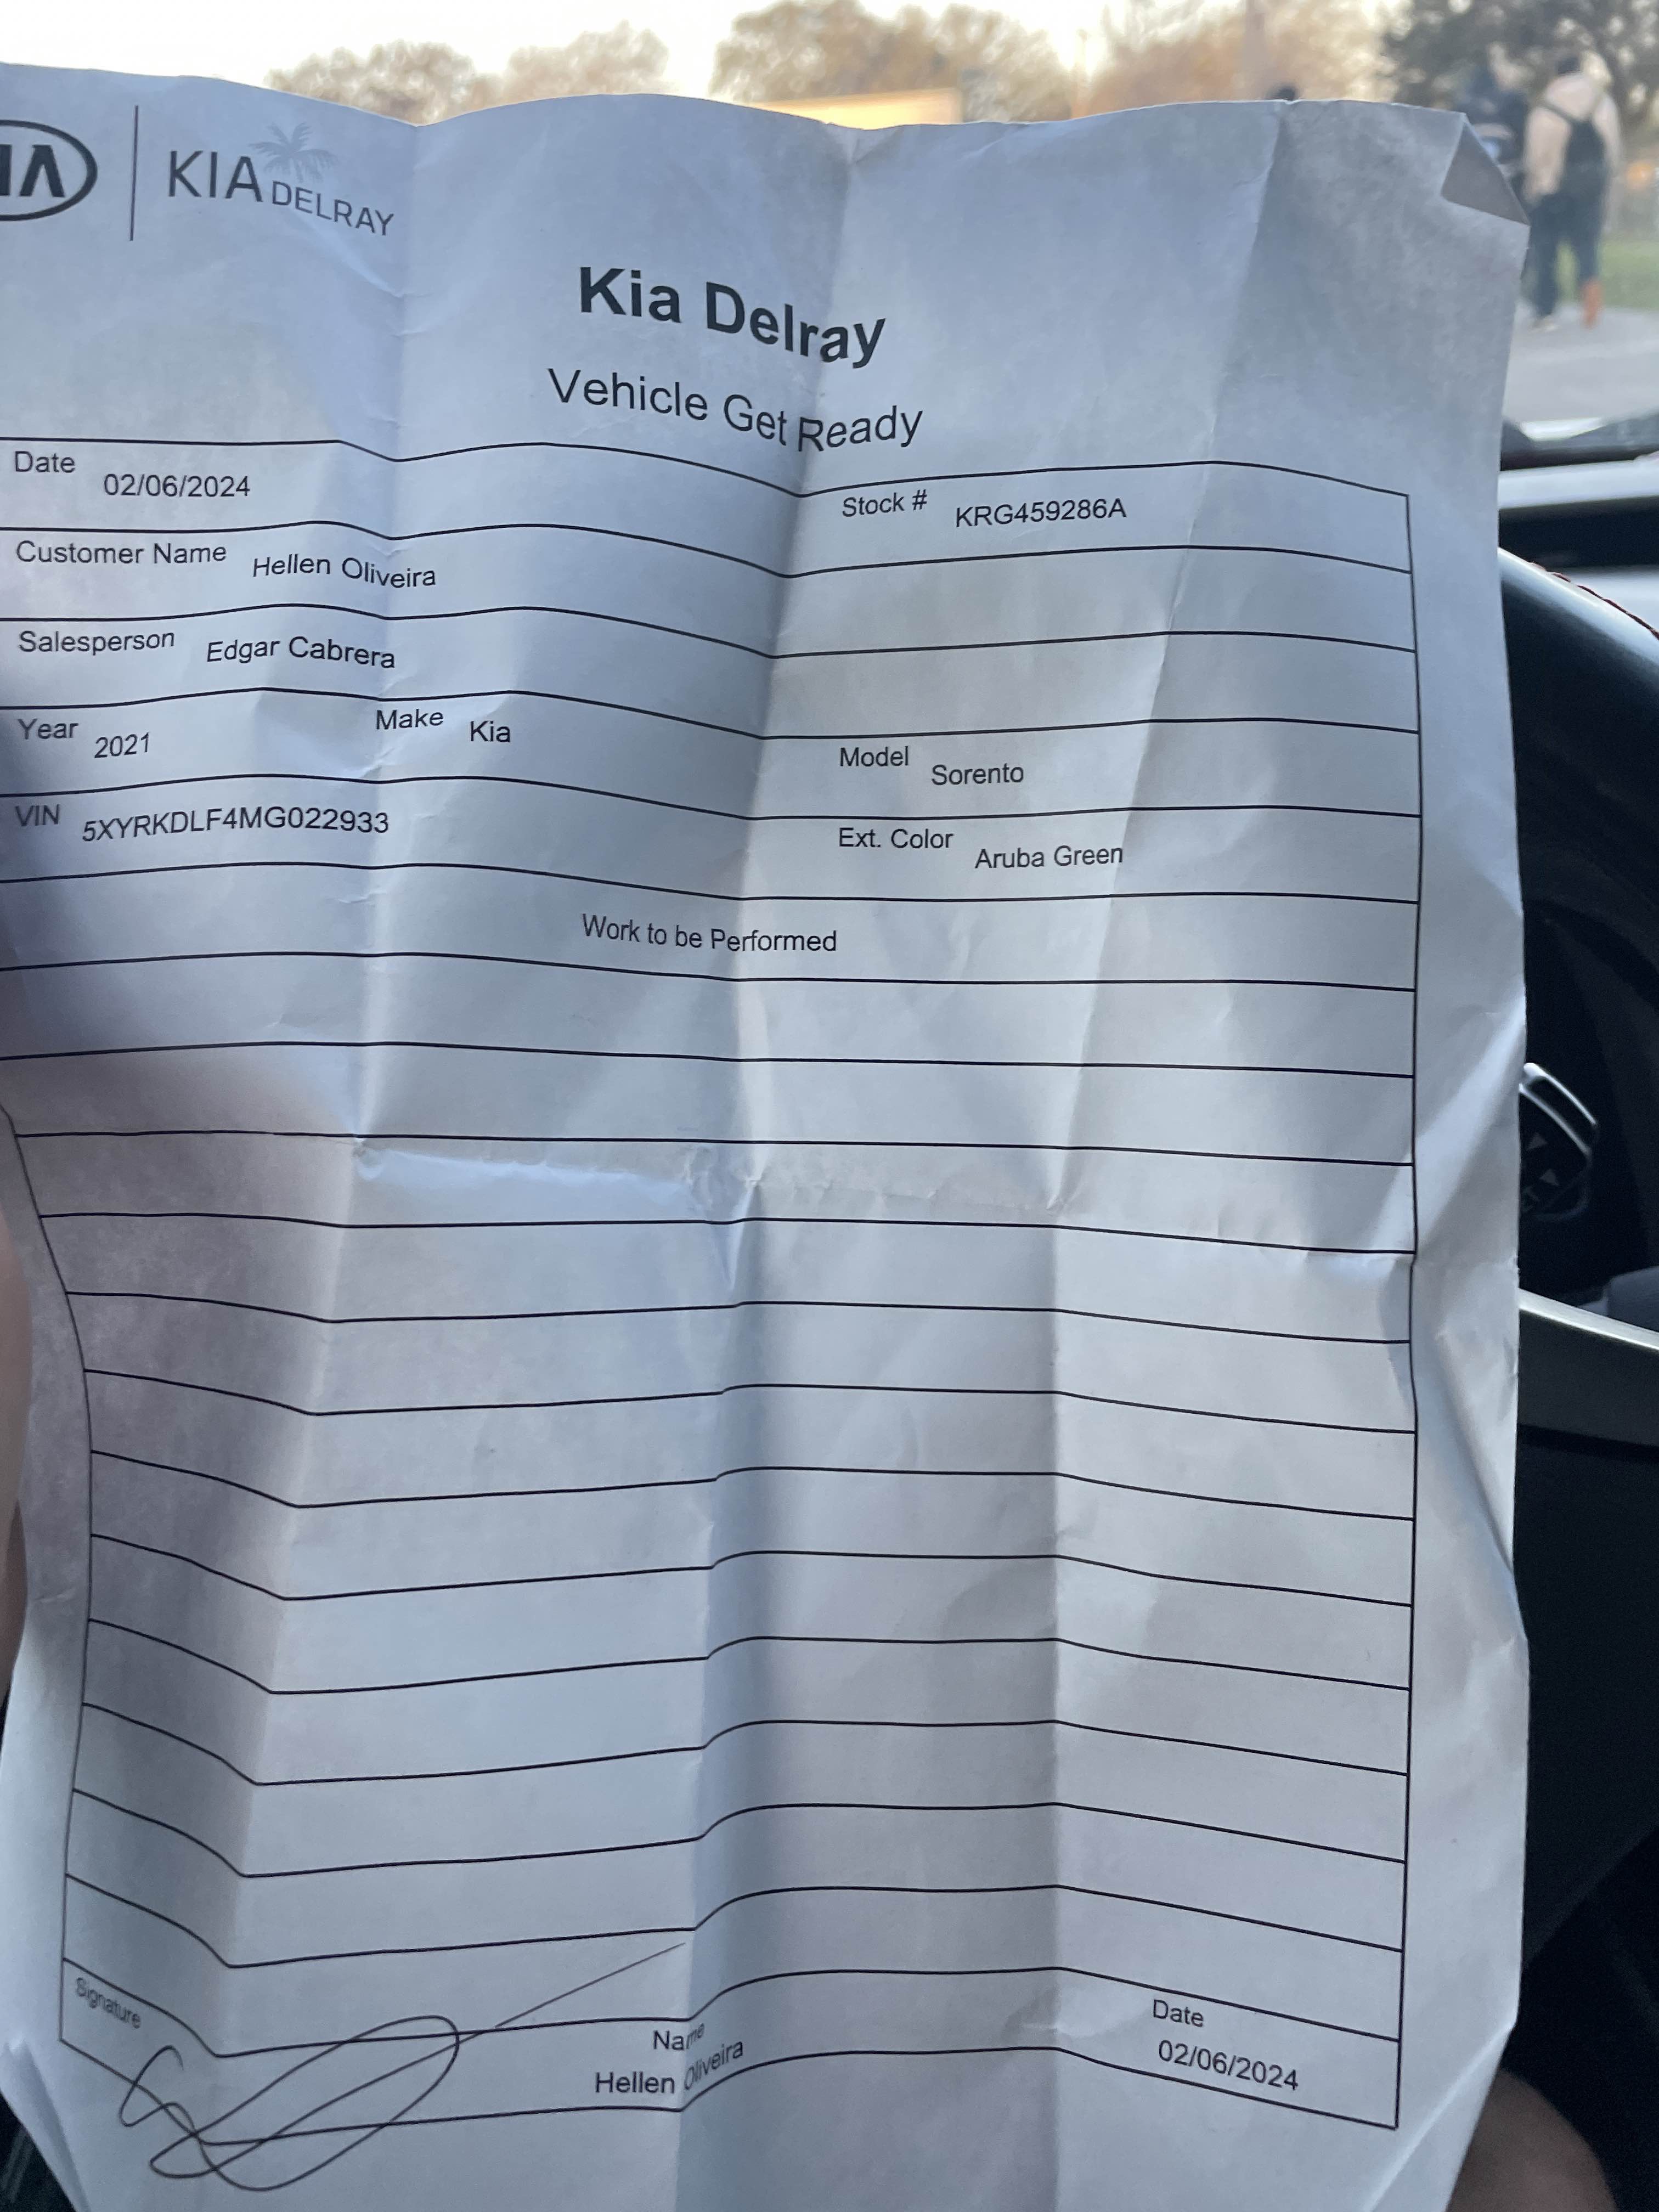 KIA DELRAY
Kia Delray
Vehicle Get Ready
Date 02/06/2024 Stock # KRG459286A
Customer Name Hellen Oliveira
Salesperson Edgar Cabrera
Year 2021 Make Kia Model Sorento
VIN 5XYRKDLF4MG022933 Ext. Color Aruba Green
Work to be Performed
Signature Name Date
Hellen Oliveira 02/06/2024